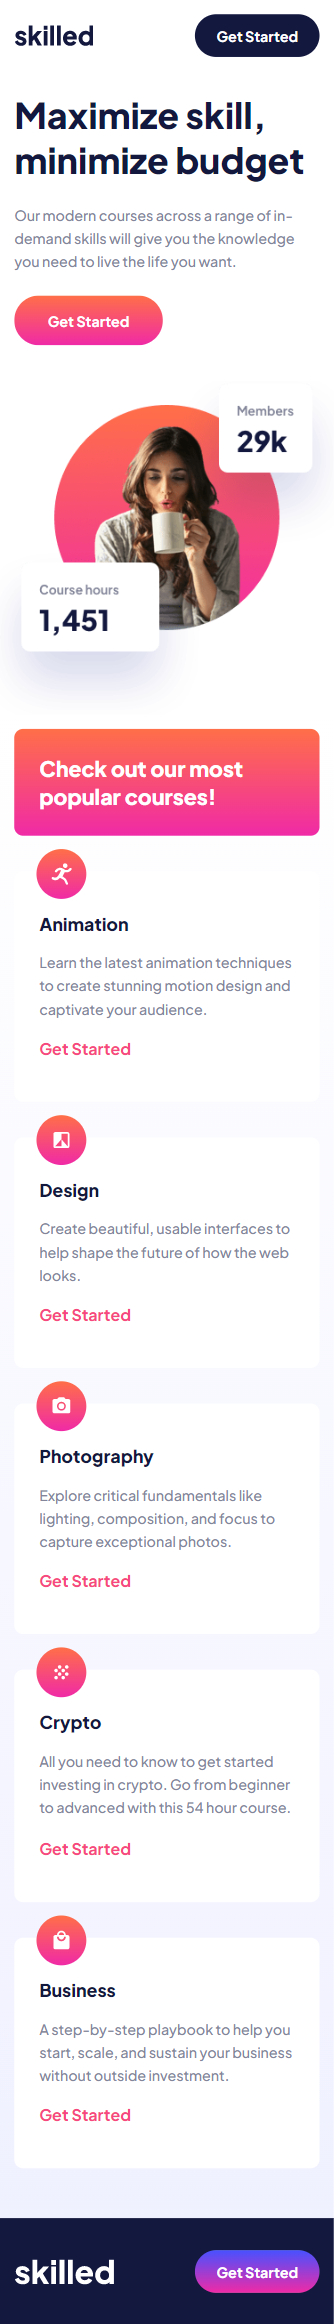 skilled
Get Started
Maximize skill,
minimize budget
Our modern courses across a range of in-
demand skills will give you the knowledge
you need to live the life you want.
Get Started
Members
29k
Course hours
1,451
Check out our most
popular courses!
Animation
Learn the latest animation techniques
to create stunning motion design and
captivate your audience.
Get Started
Design
Create beautiful, usable interfaces to
help shape the future of how the web
looks.
Get Started
Photography
Explore critical fundamentals like
lighting, composition, and focus to
capture exceptional photos.
Get Started
Crypto
All you need to know to get started
investing in crypto. Go from beginner
to advanced with this 54 hour course.
Get Started
Business
A step-by-step playbook to help you
start, scale, and sustain your business
without outside investment.
Get Started
skilled
Get Started